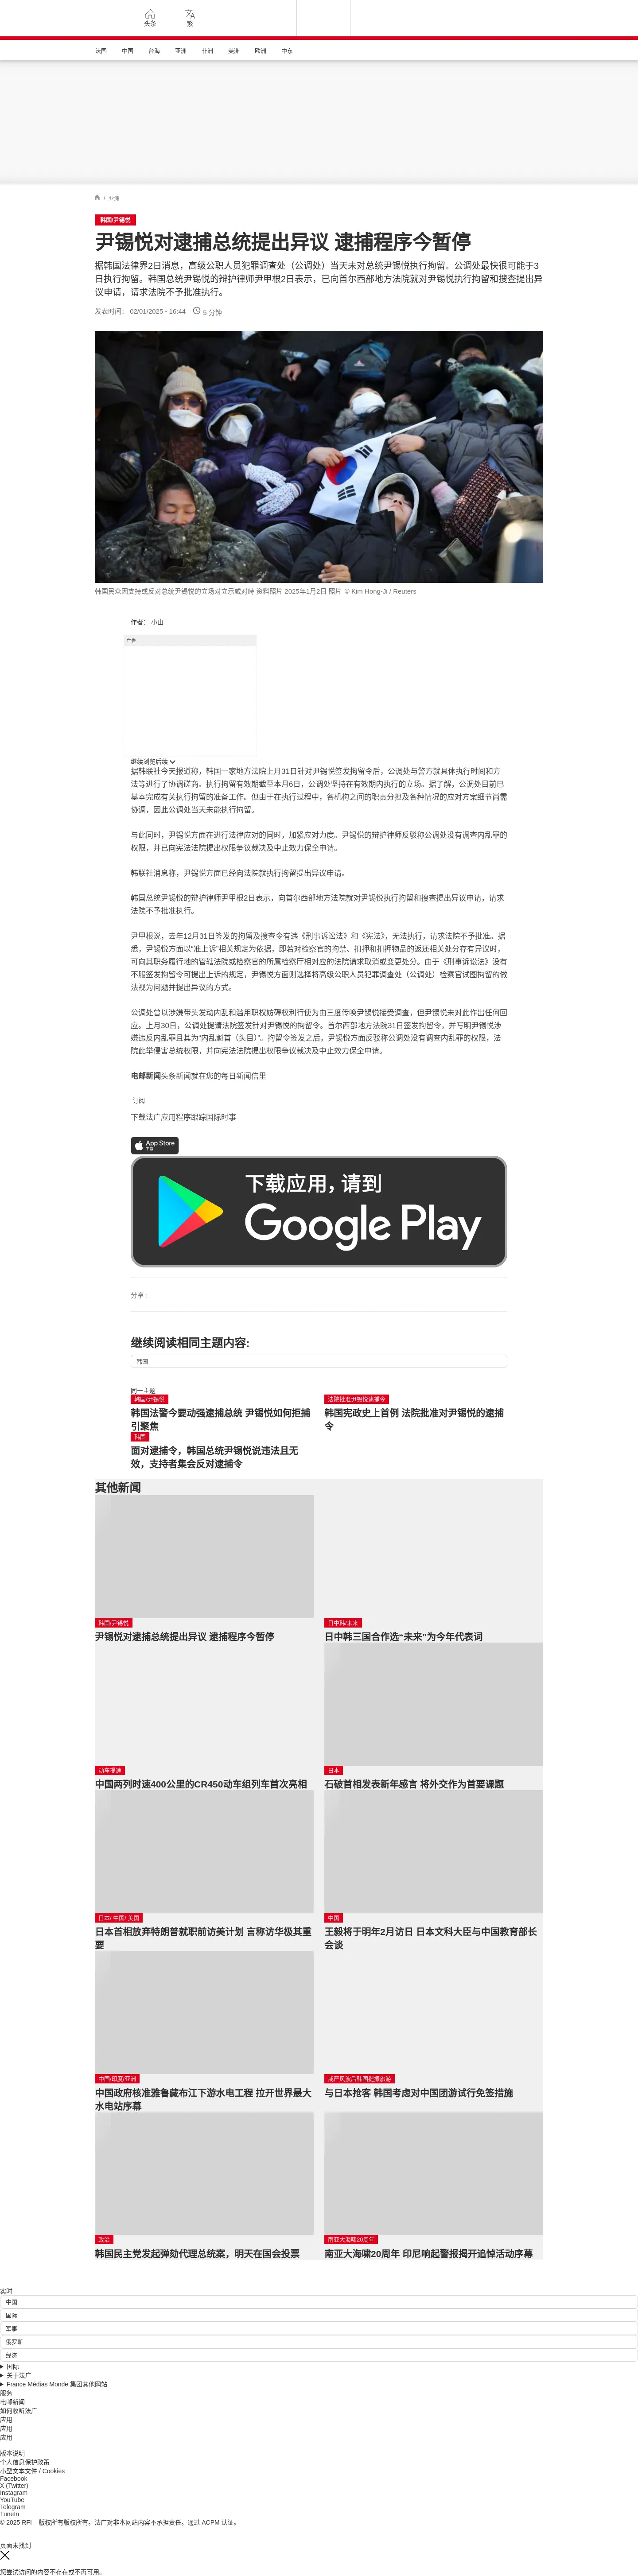 头条
繁
法国
中国
台海
亚洲
非洲
美洲
欧洲
中东
/ 亚洲
韩国/尹锡悦
尹锡悦对逮捕总统提出异议 逮捕程序今暂停
据韩国法律界2日消息，高级公职人员犯罪调查处（公调处）当天未对总统尹锡悦执行拘留。公调处最快很可能于3
日执行拘留。韩国总统尹锡悦的辩护律师尹甲根2日表示，已向首尔西部地方法院就对尹锡悦执行拘留和搜查提出异
议申请，请求法院不予批准执行。
发表时间： 02/01/2025 - 16:44
5 分钟
韩国民众因支持或反对总统尹锡悦的立场对立示威对峙 资料照片 2025年1月2日 照片 © Kim Hong-Ji / Reuters
作者： 小山
广告
继续浏览后续
据韩联社今天报道称，韩国一家地方法院上月31日针对尹锡悦签发拘留令后，公调处与警方就具体执行时间和方
法等进行了协调磋商。执行拘留有效期截至本月6日，公调处坚持在有效期内执行的立场。据了解，公调处目前已
基本完成有关执行拘留的准备工作。但由于在执行过程中，各机构之间的职责分担及各种情况的应对方案细节尚需
协调，因此公调处当天未能执行拘留。
与此同时，尹锡悦方面在进行法律应对的同时，加紧应对力度。尹锡悦的辩护律师反驳称公调处没有调查内乱罪的
权限，并已向宪法法院提出权限争议裁决及中止效力保全申请。
韩联社消息称，尹锡悦方面已经向法院就执行拘留提出异议申请。
韩国总统尹锡悦的辩护律师尹甲根2日表示，向首尔西部地方法院就对尹锡悦执行拘留和搜查提出异议申请，请求
法院不予批准执行。
尹甲根说，去年12月31日签发的拘留及搜查令有违《刑事诉讼法》和《宪法》，无法执行，请求法院不予批准。据
悉，尹锡悦方面以“准上诉”相关规定为依据，即若对检察官的拘禁、扣押和扣押物品的返还相关处分存有异议时，
可向其职务履行地的管辖法院或检察官的所属检察厅相对应的法院请求取消或变更处分。由于《刑事诉讼法》没有
不服签发拘留令可提出上诉的规定，尹锡悦方面则选择将高级公职人员犯罪调查处（公调处）检察官试图拘留的做
法视为问题并提出异议的方式。
公调处曾以涉嫌带头发动内乱和滥用职权妨碍权利行使为由三度传唤尹锡悦接受调查，但尹锡悦未对此作出任何回
应。上月30日，公调处提请法院签发针对尹锡悦的拘留令。首尔西部地方法院31日签发拘留令，并写明尹锡悦涉
嫌违反内乱罪且其为“内乱魁首（头目）”。拘留令签发之后，尹锡悦方面反驳称公调处没有调查内乱罪的权限，法
院此举侵害总统权限，并向宪法法院提出权限争议裁决及中止效力保全申请。
电邮新闻头条新闻就在您的每日新闻信里
订阅
下载法广应用程序跟踪国际时事
App Store
下载
下载应用，请到
Google Play
分享 :
继续阅读相同主题内容:
韩国
同一主题
韩国/尹锡悦
韩国法警今要动强逮捕总统 尹锡悦如何拒捕
引聚焦
法院批准尹锡悦逮捕令
韩国宪政史上首例 法院批准对尹锡悦的逮捕
令
韩国
面对逮捕令，韩国总统尹锡悦说违法且无
效，支持者集会反对逮捕令
其他新闻
韩国/尹锡悦
尹锡悦对逮捕总统提出异议 逮捕程序今暂停
日中韩/未来
日中韩三国合作选“未来”为今年代表词
动车提速
中国两列时速400公里的CR450动车组列车首次亮相
日本
石破首相发表新年感言 将外交作为首要课题
日本/ 中国/ 美国
日本首相放弃特朗普就职前访美计划 言称访华极其重
要
中国
王毅将于明年2月访日 日本文科大臣与中国教育部长
会谈
中国/印度/亚洲
中国政府核准雅鲁藏布江下游水电工程 拉开世界最大
水电站序幕
戒严风波后韩国提振旅游
与日本抢客 韩国考虑对中国团游试行免签措施
政治
韩国民主党发起弹劾代理总统案，明天在国会投票
南亚大海啸20周年
南亚大海啸20周年 印尼响起警报揭开追悼活动序幕
实时
中国
国际
军事
俄罗斯
经济
国际
关于法广
France Médias Monde 集团其他网站
服务
电邮新闻
如何收听法广
应用
应用
应用
版本说明
个人信息保护政策
小型文本文件 / Cookies
Facebook
X (Twitter)
Instagram
YouTube
Telegram
TuneIn
© 2025 RFI – 版权所有版权所有。法广对非本网站内容不承担责任。通过 ACPM 认证。
页面未找到
您尝试访问的内容不存在或不再可用。